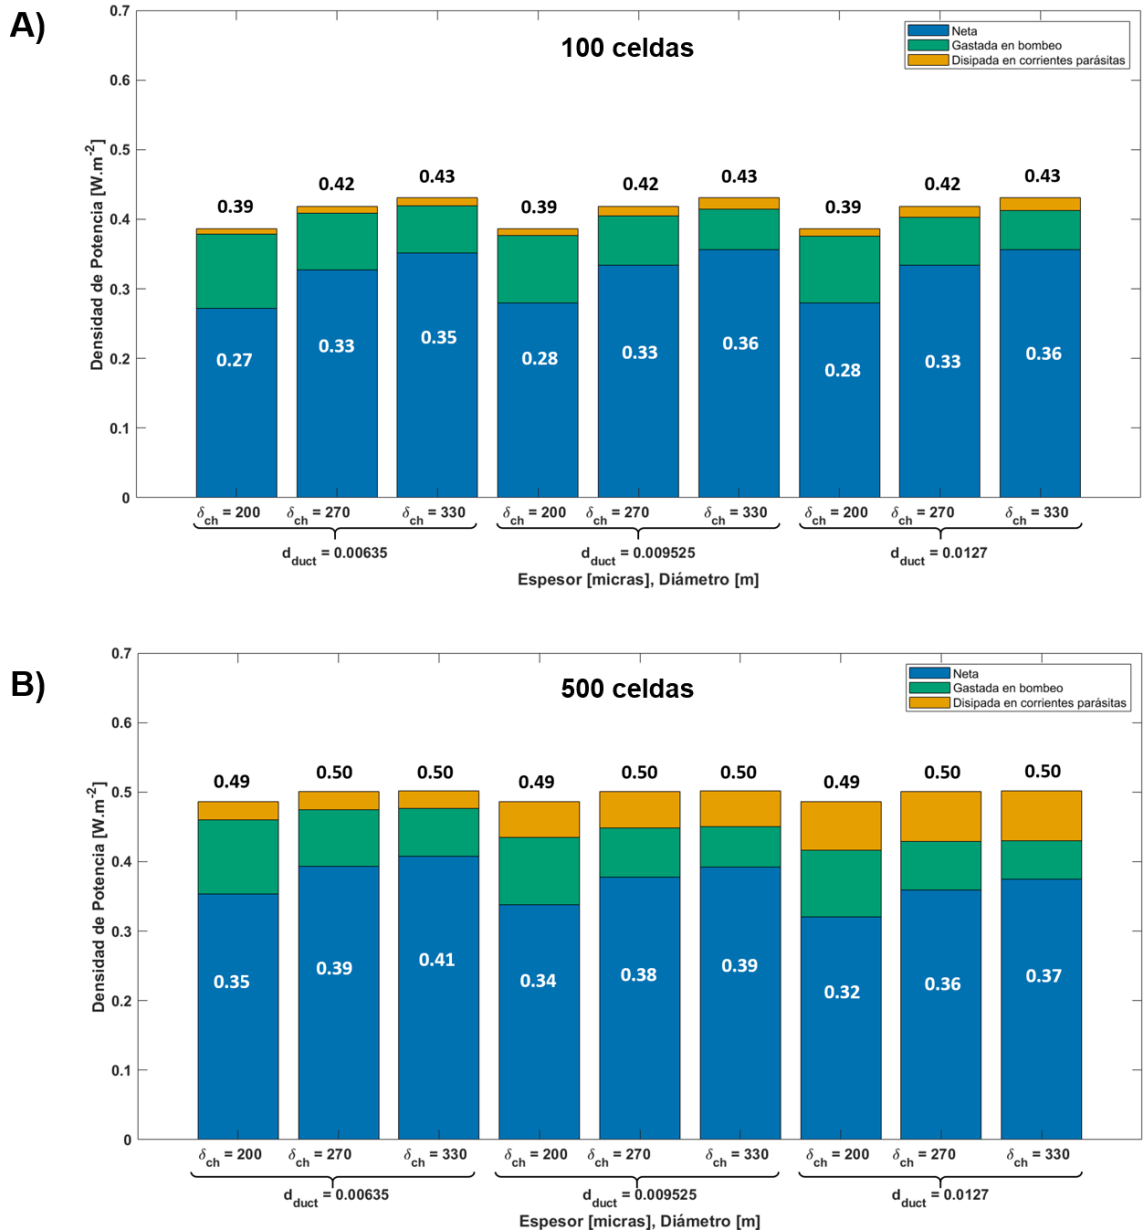 A)
100 celdas
Neta
Gastada en bombeo
Disipada en corrientes parásitas
Densidad de Potencia [W.m-2]
0.7
0.6
0.5
0.4
0.3
0.2
0.1
0
0.39 0.42 0.43 0.39 0.42 0.43 0.39 0.42 0.43
0.27 0.33 0.35 0.28 0.33 0.36 0.28 0.33 0.36
δch = 200 δch = 270 δch = 330 δch = 200 δch = 270 δch = 330 δch = 200 δch = 270 δch = 330
dduct = 0.00635 dduct = 0.009525 dduct = 0.0127
Espesor [micras], Diámetro [m]
B)
500 celdas
Neta
Gastada en bombeo
Disipada en corrientes parásitas
Densidad de Potencia [W.m-2]
0.7
0.6
0.5
0.4
0.3
0.2
0.1
0
0.49 0.50 0.50 0.49 0.50 0.50 0.49 0.50 0.50
0.35 0.39 0.41 0.34 0.38 0.39 0.32 0.36 0.37
δch = 200 δch = 270 δch = 330 δch = 200 δch = 270 δch = 330 δch = 200 δch = 270 δch = 330
dduct = 0.00635 dduct = 0.009525 dduct = 0.0127
Espesor [micras], Diámetro [m]